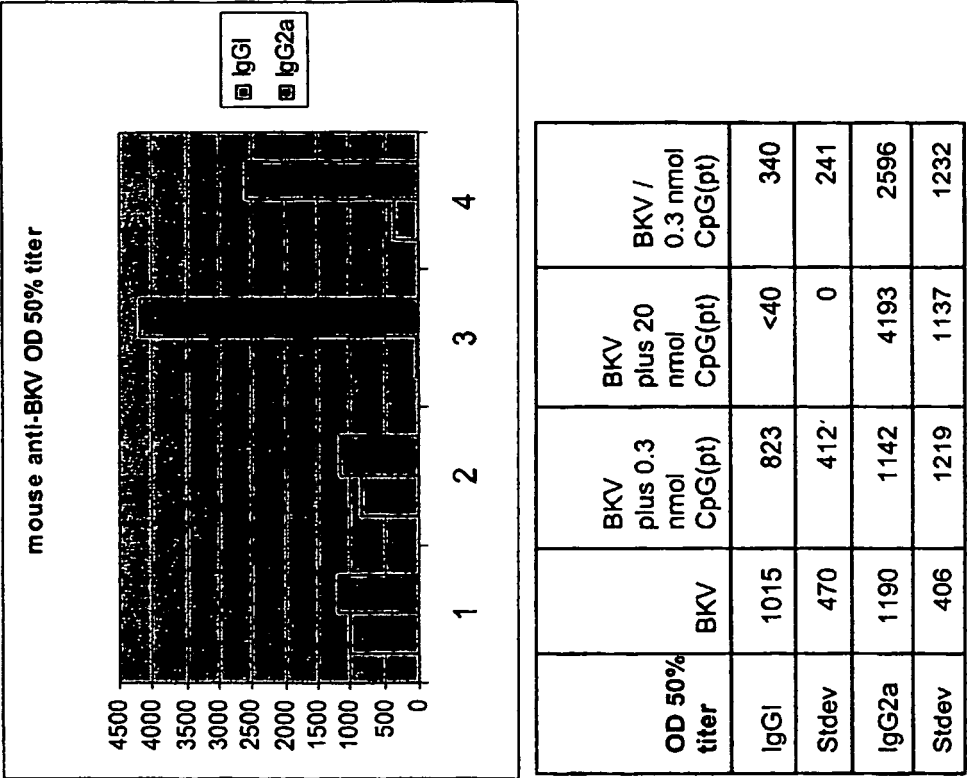 mouse anti-BKV OD 50% titer
4500
4000
3500
3000
2500
2000
1500
1000
500
0
1 2 3 4
IgGI
IgG2a
OD 50%
titer
BKV
BKV
plus 0.3
nmol
CpG(pt)
BKV
plus 20
nmol
CpG(pt)
BKV /
0.3 nmol
CpG(pt)
IgGI 1015 823 <40 340
Stdev 470 412 0 241
IgG2a 1190 1142 4193 2596
Stdev 406 1219 1137 1232